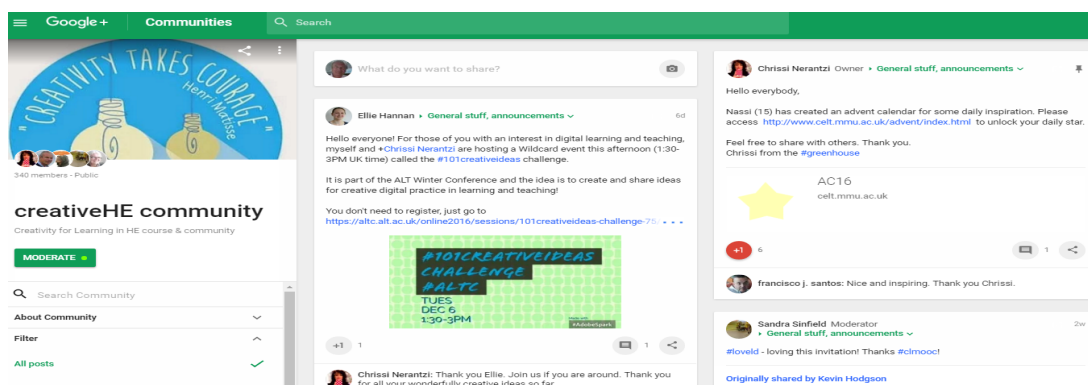 Google+ Communities Search
CREATIVITY TAKES COURAGE
Henri Matisse
340 members - Public
creativeHE community
Creativity for Learning in HE course & community
MODERATE
Search Community
About Community
Filter
All posts
What do you want to share?
Ellie Hannan ▸ General stuff, announcements 6d
Hello everyone! For those of you with an interest in digital learning and teaching,
myself and +Chrissi Nerantzi are hosting a Wildcard event this afternoon (1:30-
3PM UK time) called the #101creativeideas challenge.
It is part of the ALT Winter Conference and the idea is to create and share ideas
for creative digital practice in learning and teaching!
You don't need to register, just go to
https://altc.alt.ac.uk/online2016/sessions/101creativeideas-challenge-75
#101CREATIVEIDEAS
CHALLENGE
#ALTC
TUES
DEC 6
1:30-3PM
#AdobeSpark
+1 1 1
Chrissi Nerantzi: Thank you Ellie. Join us if you are around. Thank you
for all your wonderfully creative ideas so far.
Chrissi Nerantzi Owner ▸ General stuff, announcements
Hello everybody,
Nassi (15) has created an advent calendar for some daily inspiration. Please
access http://www.celt.mmu.ac.uk/advent/index.html to unlock your daily star.
Feel free to share with others. Thank you.
Chrissi from the #greenhouse
AC16
celt.mmu.ac.uk
+1 6 1
francisco j. santos: Nice and inspiring. Thank you Chrissi.
Sandra Sinfield Moderator 2w
▸ General stuff, announcements
#loveld - loving this invitation! Thanks #clmooc!
Originally shared by Kevin Hodgson